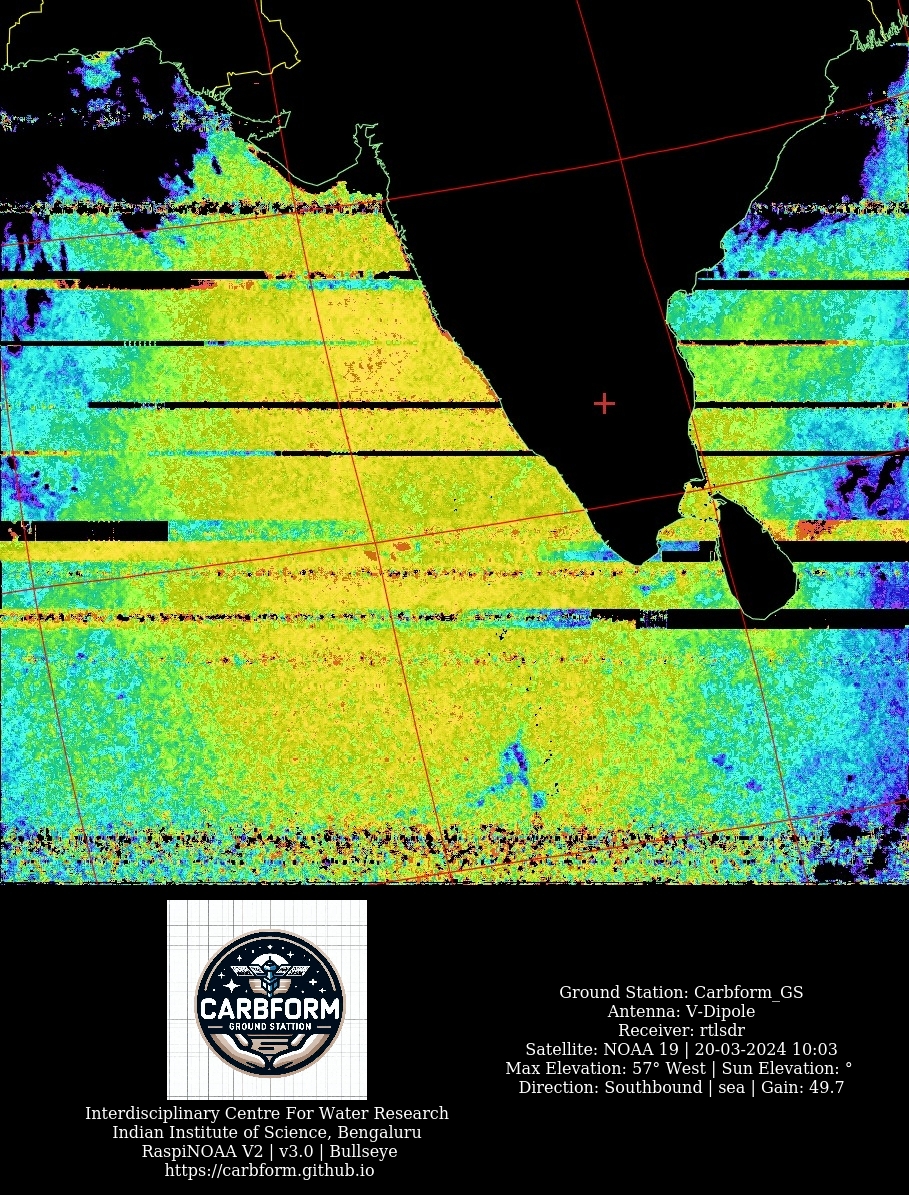 CARBFORM
GROUND STATTION
Interdisciplinary Centre For Water Research
Indian Institute of Science, Bengaluru
RaspiNOAA V2 | v3.0 | Bullseye
https://carbform.github.io
Ground Station: Carbform_GS
Antenna: V-Dipole
Receiver: rtlsdr
Satellite: NOAA 19 | 20-03-2024 10:03
Max Elevation: 57° West | Sun Elevation: °
Direction: Southbound | sea | Gain: 49.7